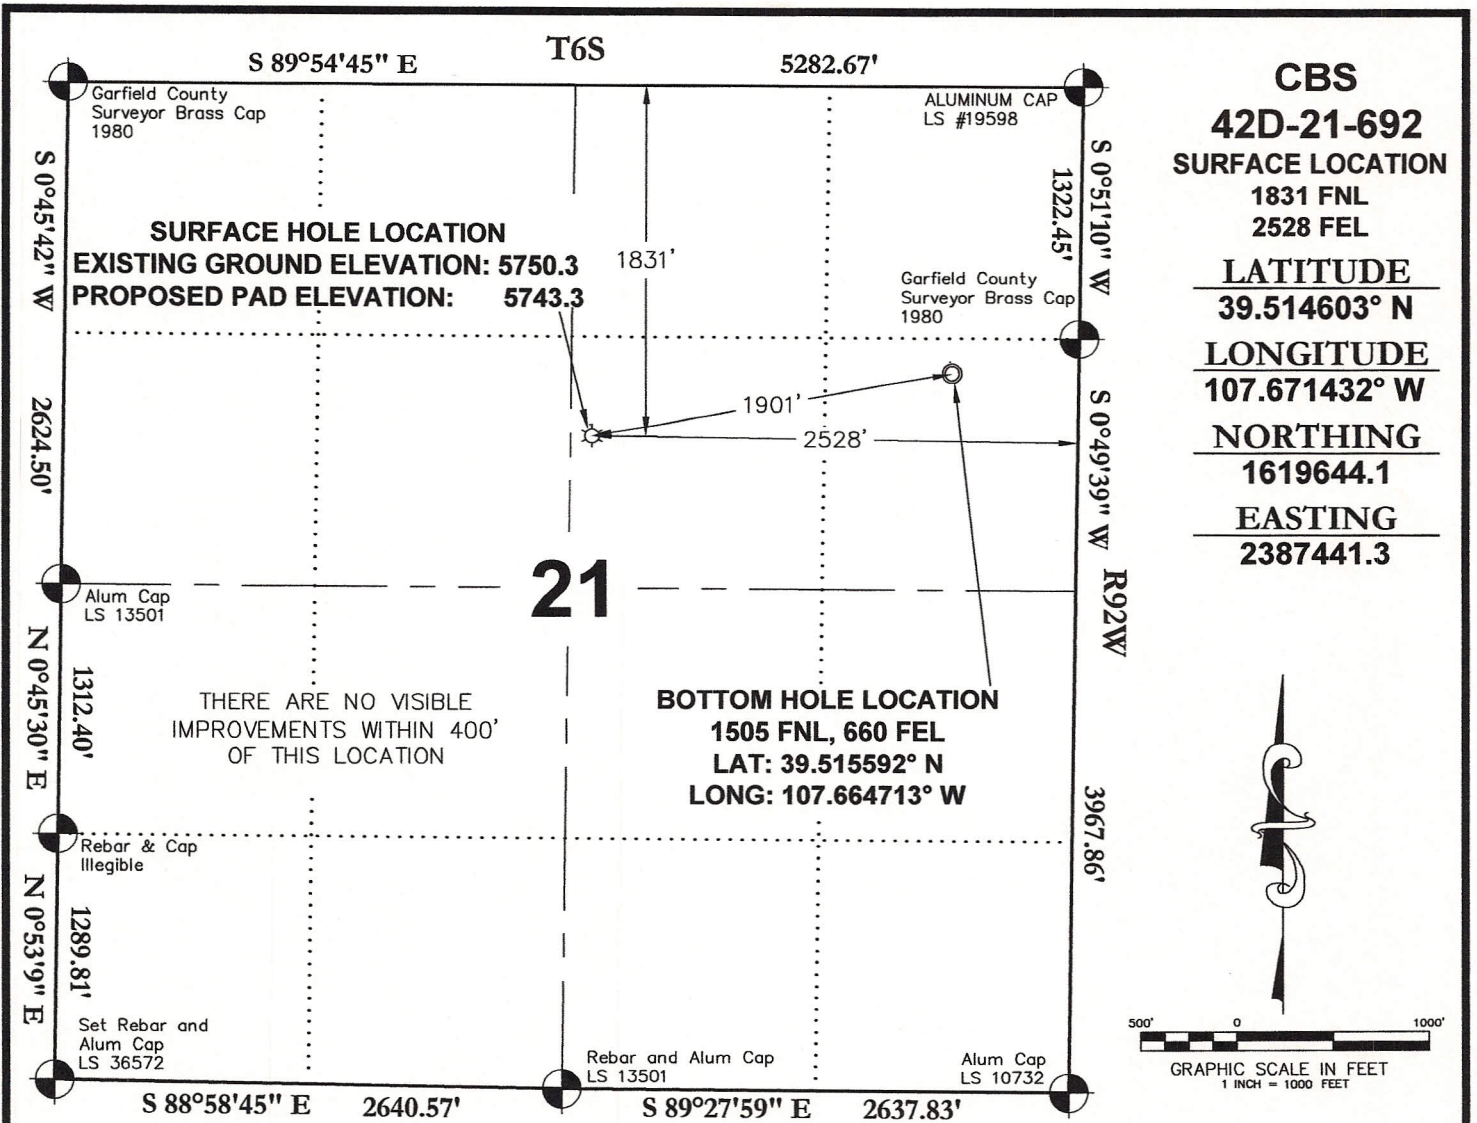 T6S
S 89°54'45" E
5282.67'
Garfield County
Surveyor Brass Cap
1980
ALUMINUM CAP
LS #19598
S 0°45'42" W
2624.50'
S 0°51'10" W
1322.45'
SURFACE HOLE LOCATION
EXISTING GROUND ELEVATION: 5750.3
PROPOSED PAD ELEVATION: 5743.3
1831'
Garfield County
Surveyor Brass Cap
1980
1901'
2528'
S 0°49'39" W
3967.86'
R92W
21
Alum Cap
LS 13501
N 0°45'30" E
1312.40'
THERE ARE NO VISIBLE
IMPROVEMENTS WITHIN 400'
OF THIS LOCATION
BOTTOM HOLE LOCATION
1505 FNL, 660 FEL
LAT: 39.515592° N
LONG: 107.664713° W
Rebar & Cap
Illegible
N 0°53'9" E
1289.81'
Set Rebar and
Alum Cap
LS 36572
Rebar and Alum Cap
LS 13501
Alum Cap
LS 10732
S 88°58'45" E
2640.57'
S 89°27'59" E
2637.83'
CBS
42D-21-692
SURFACE LOCATION
1831 FNL
2528 FEL
LATITUDE
39.514603° N
LONGITUDE
107.671432° W
NORTHING
1619644.1
EASTING
2387441.3
500' 0 1000'
GRAPHIC SCALE IN FEET
1 INCH = 1000 FEET